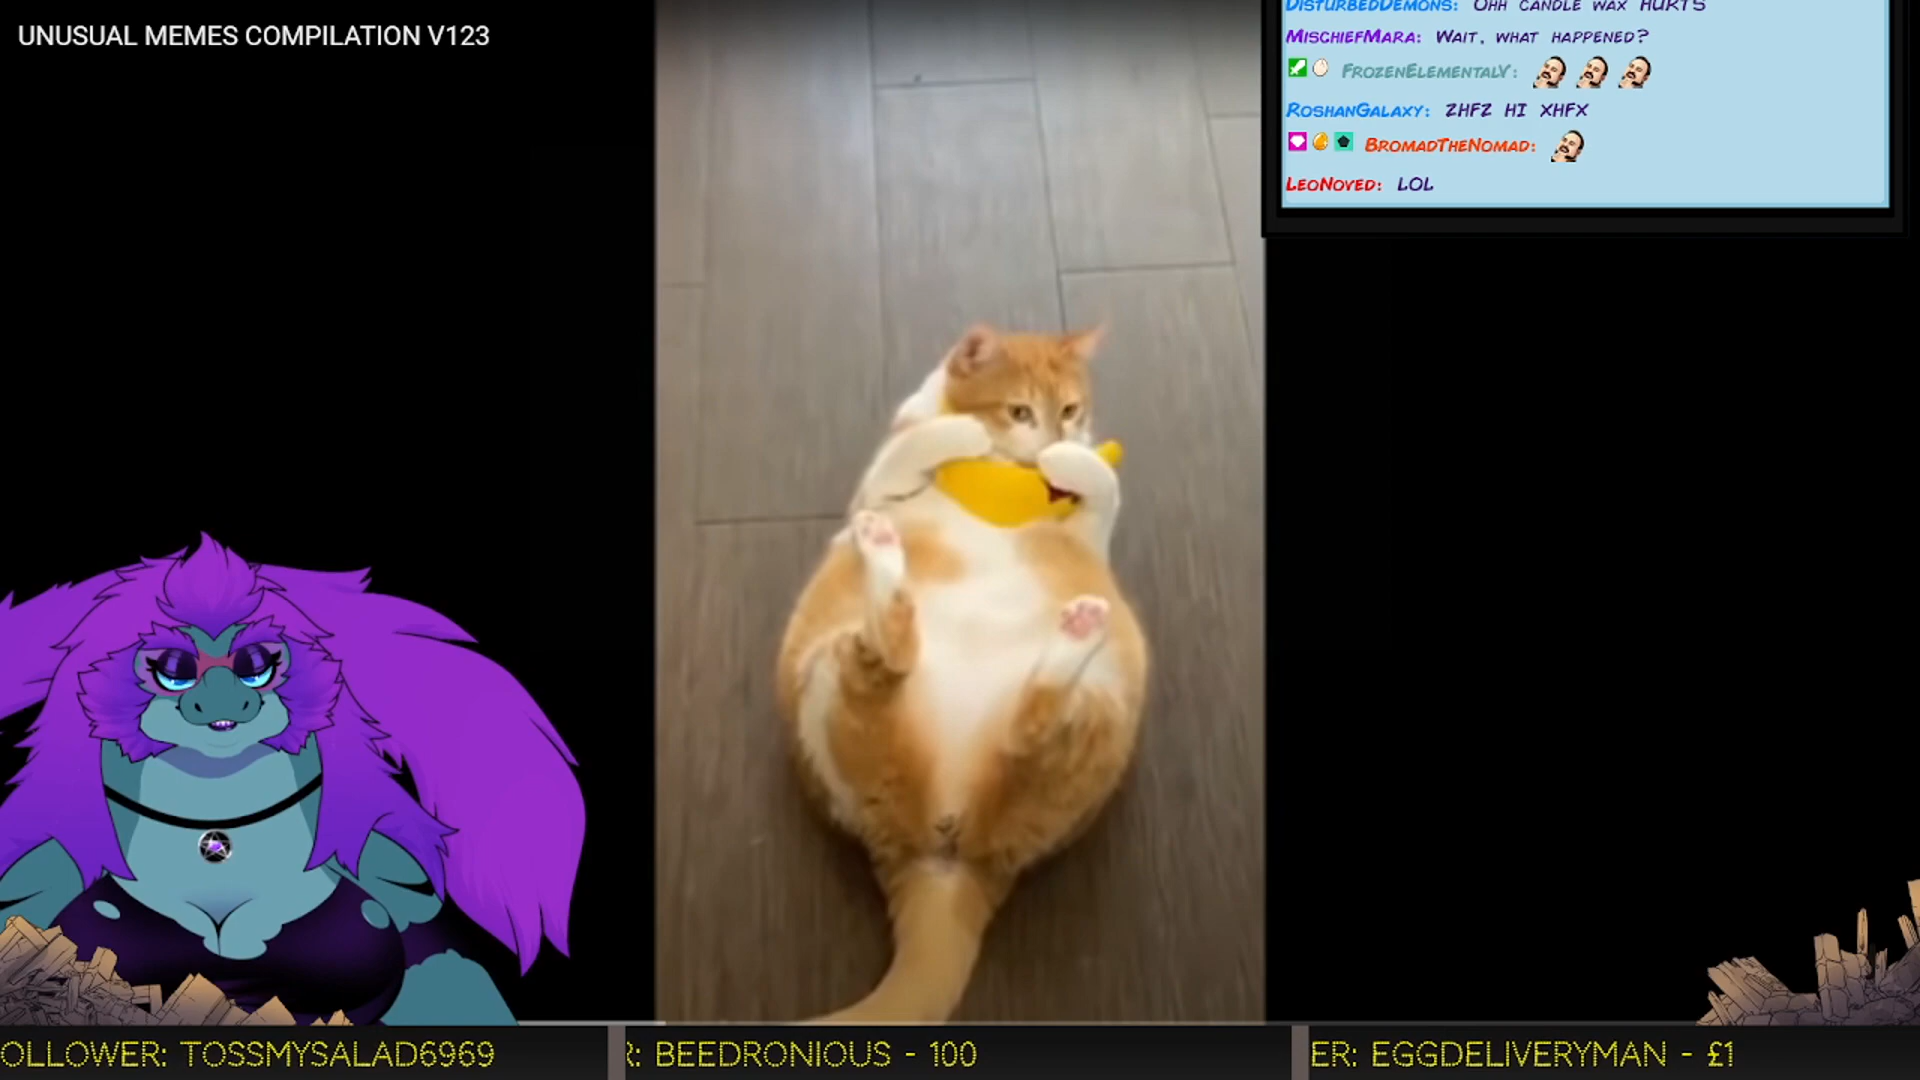 UNUSUAL MEMES COMPILATION V123
DISTURBEDDEMONS: OHH CANDLE WAX HURTS
MISCHIEFMARA: WAIT, WHAT HAPPENED?
FROZENELEMENTALY:
ROSHANGALAXY: ZHFZ HI XHFX
BROMADTHENOMAD:
LEONOVED: LOL
OLLOWER: TOSSMYSALAD6969
R: BEEDRONIOUS - 100
ER: EGGDELIVERYMAN - £1